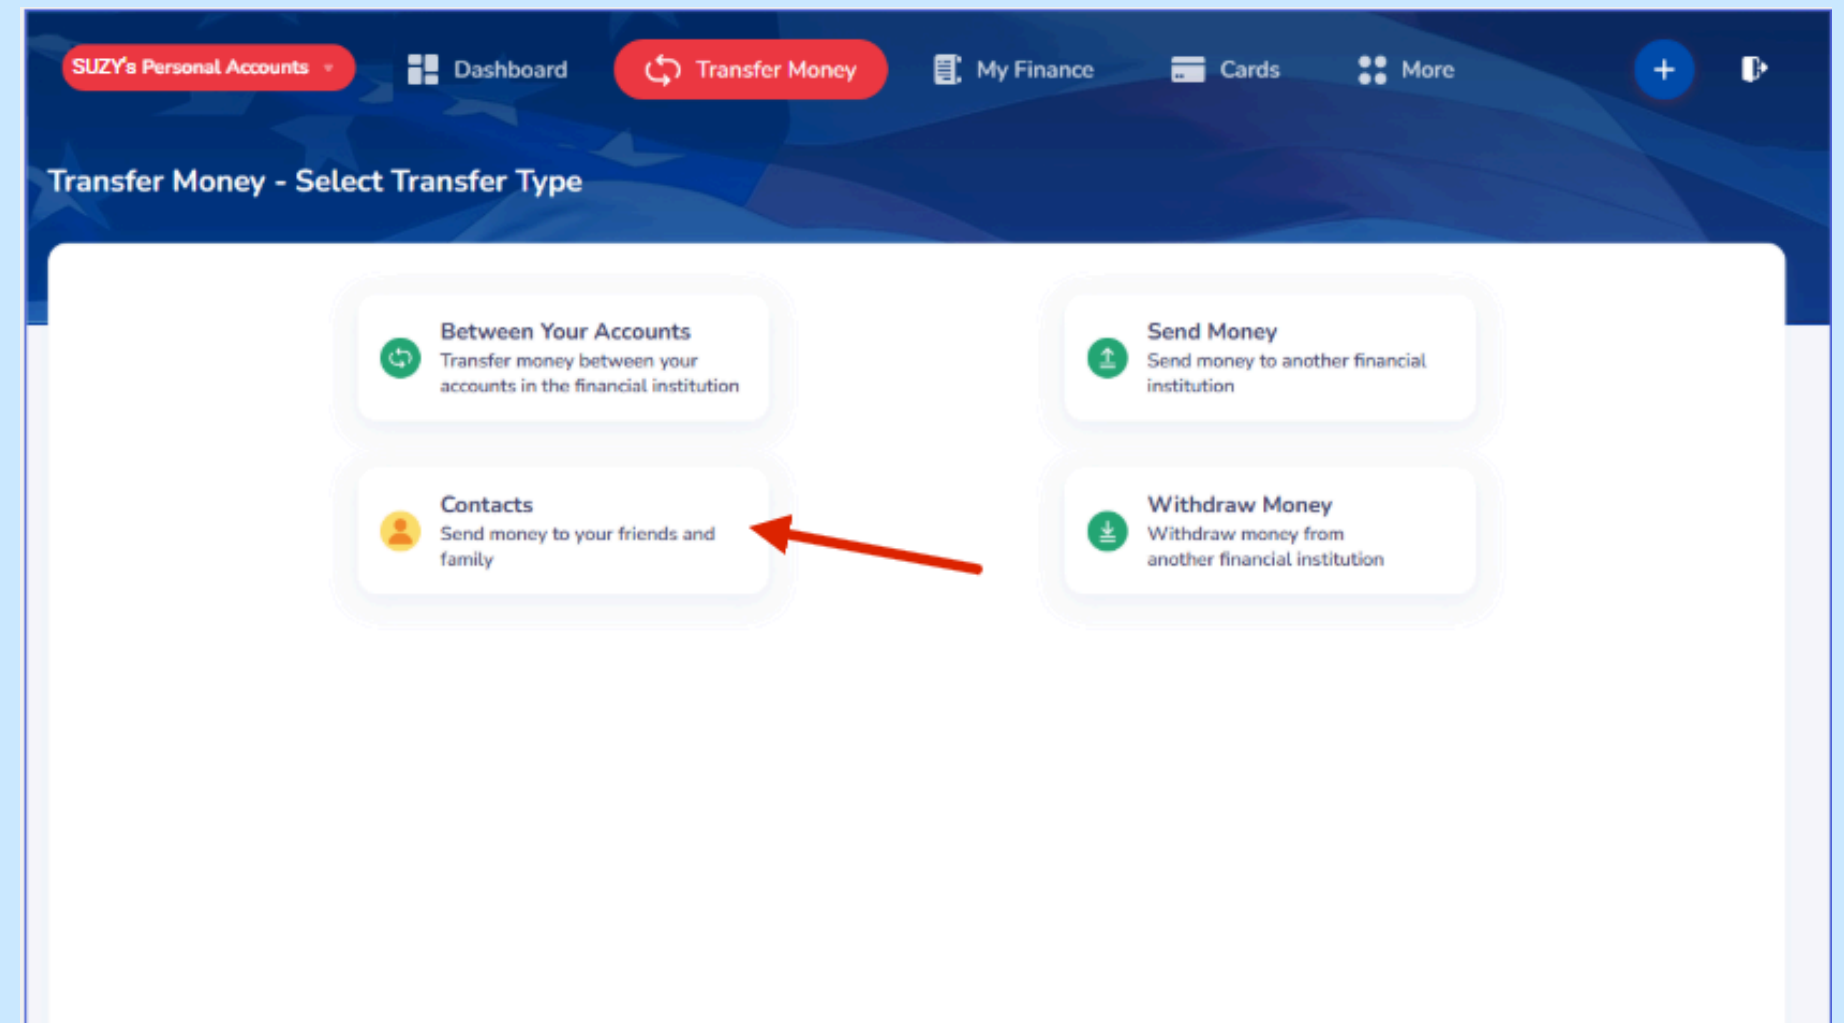 SUZY's Personal Accounts
Dashboard
Transfer Money
My Finance
Cards
More
Transfer Money - Select Transfer Type
Between Your Accounts
Transfer money between your
accounts in the financial institution
Send Money
Send money to another financial
institution
Contacts
Send money to your friends and
family
Withdraw Money
Withdraw money from
another financial institution